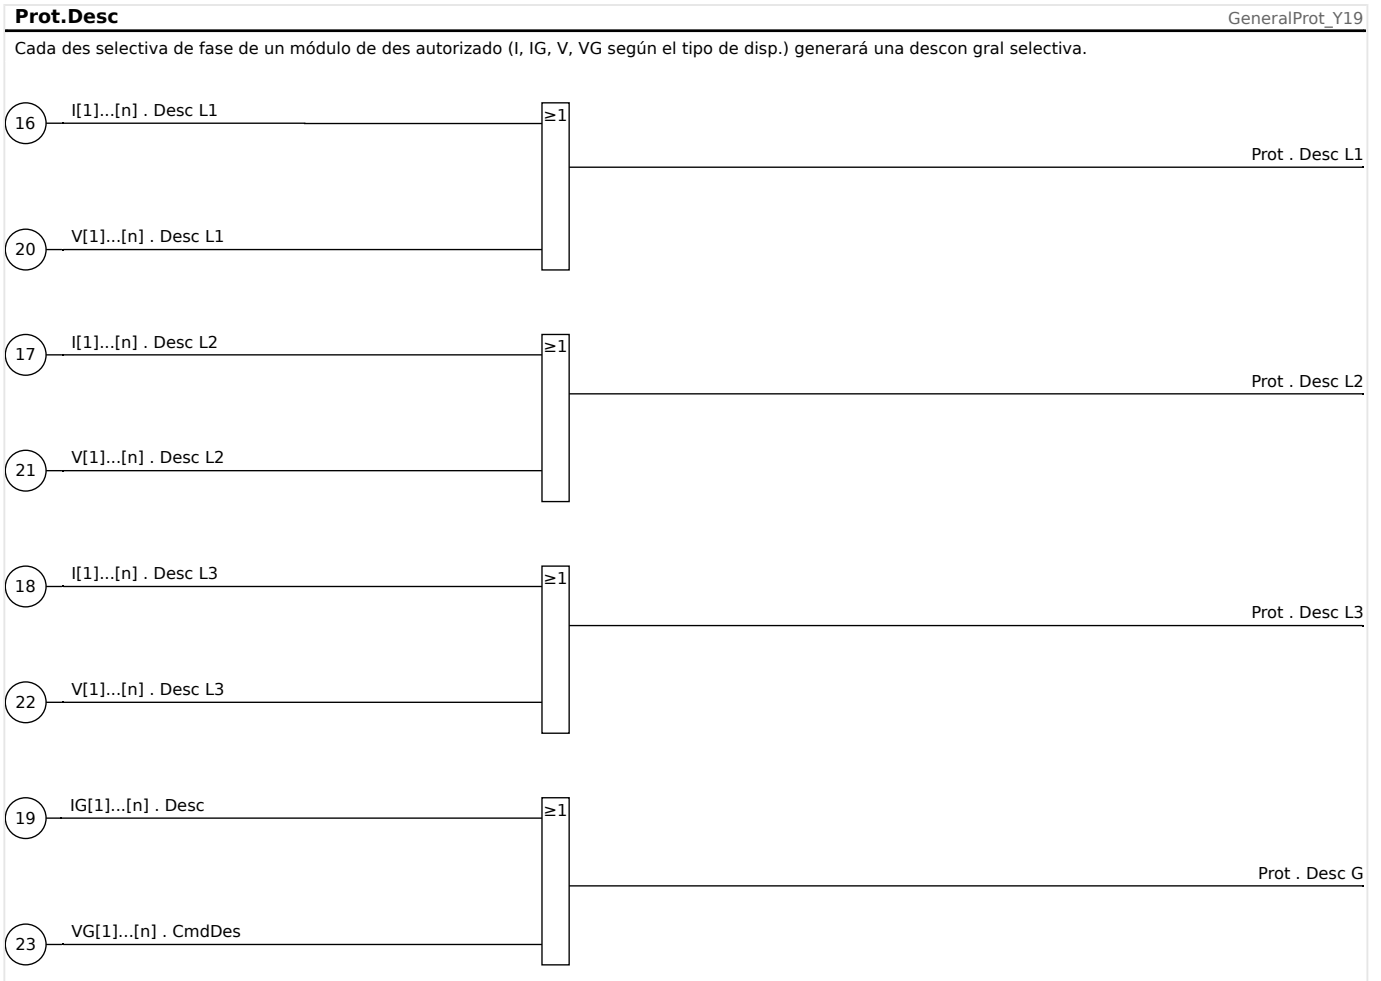 Prot.Desc
GeneralProt_Y19
Cada des selectiva de fase de un módulo de des autorizado (I, IG, V, VG según el tipo de disp.) generará una descon gral selectiva.
16
I[1]...[n] . Desc L1
≥1
Prot . Desc L1
20
V[1]...[n] . Desc L1
17
I[1]...[n] . Desc L2
≥1
Prot . Desc L2
21
V[1]...[n] . Desc L2
18
I[1]...[n] . Desc L3
≥1
Prot . Desc L3
22
V[1]...[n] . Desc L3
19
IG[1]...[n] . Desc
≥1
Prot . Desc G
23
VG[1]...[n] . CmdDes